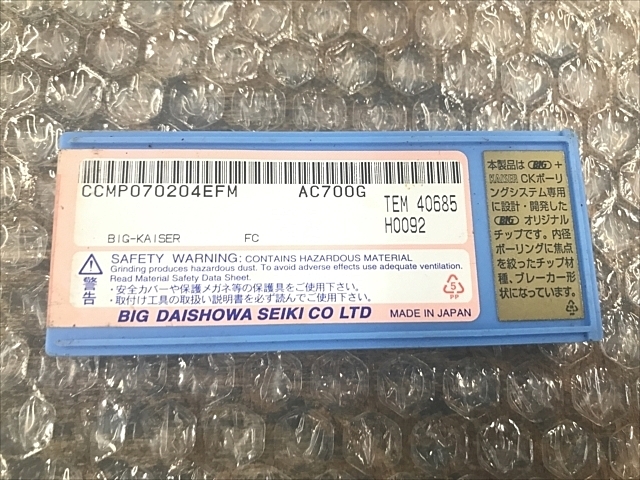 CCMP070204EFM AC700G
TEM 40685
H0092
BIG-KAISER FC
SAFETY WARNING: CONTAINS HAZARDOUS MATERIAL
Grinding produces hazardous dust. To avoid adverse effects use adequate ventilation.
Read Material Safety Data Sheet.
警告
・安全カバーや保護メガネ等の保護具をご使用下さい。
・取付け工具の取扱い説明書を必ず読んでご使用下さい。
5
PP
BIG DAISHOWA SEIKI CO LTD MADE IN JAPAN
本製品は BIG +
KAISER CKボーリ
ングシステム専用
に設計・開発した
BIG オリジナル
チップです。内径
ボーリングに焦点
を絞ったチップ材
種、ブレーカー形
状になっています。